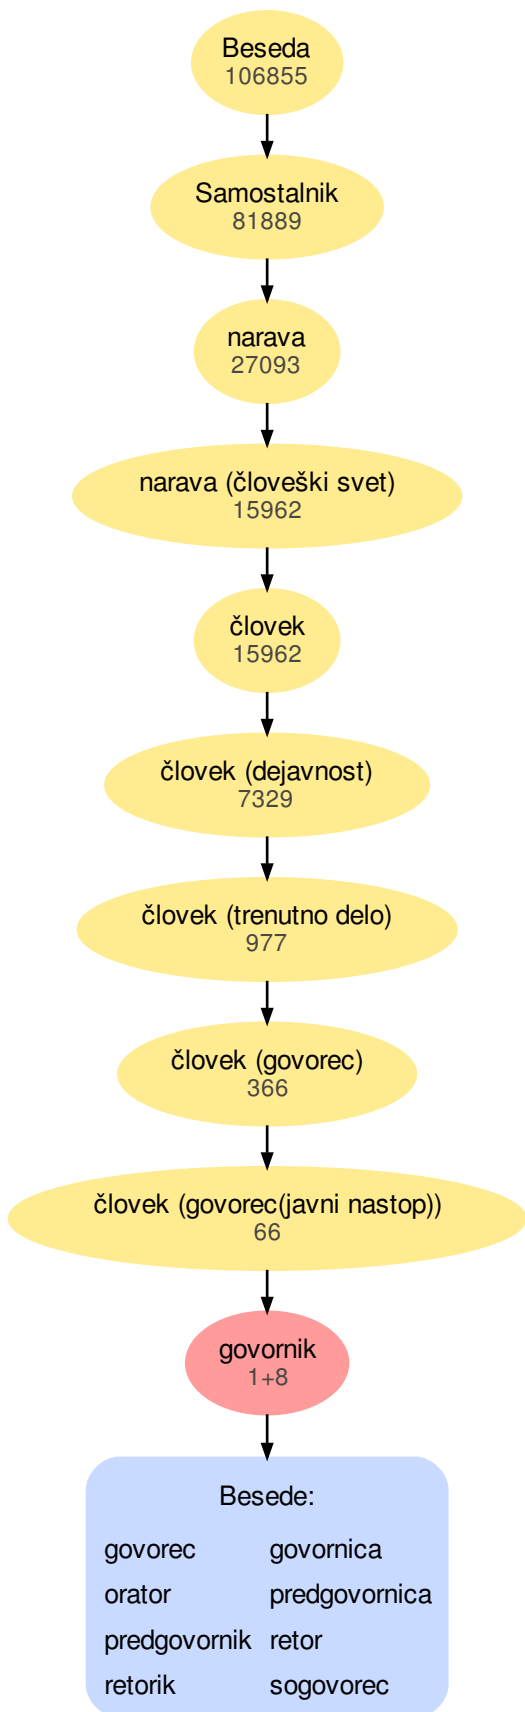 Beseda
106855
Samostalnik
81889
narava
27093
narava (človeški svet)
15962
človek
15962
človek (dejavnost)
7329
človek (trenutno delo)
977
človek (govorec)
366
človek (govorec(javni nastop))
66
govornik
1+8
Besede:
govorec govornica
orator predgovornica
predgovornik retor
retorik sogovorec